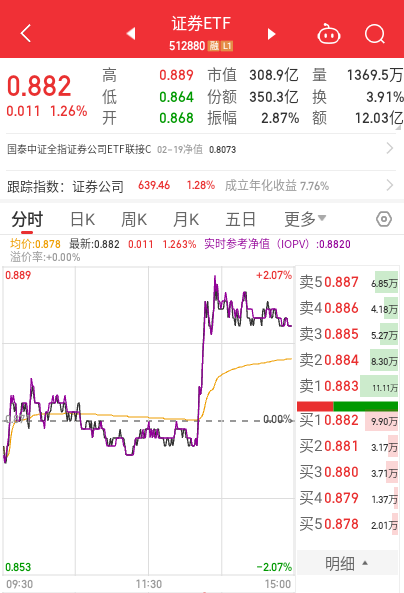 证券ETF
512880 融 L1
0.882 高 0.889 市值 308.9亿 量 1369.5万
低 0.864 份额 350.3亿 换 3.91%
0.011 1.26% 开 0.868 振幅 2.87% 额 12.03亿
国泰中证全指证券公司ETF联接C 02-19净值 0.8073
跟踪指数：证券公司 639.46 1.28% 成立年化收益 7.76%
分时 日K 周K 月K 五日 更多
均价:0.878 最新:0.882 0.011 1.263% 实时参考净值（IOPV）:0.8820
溢价率:+0.00%
0.889 +2.07%
卖5 0.887 6.85万
卖4 0.886 4.18万
卖3 0.885 5.27万
卖2 0.884 8.30万
卖1 0.883 11.11万
0.00%
买1 0.882 9.90万
买2 0.881 3.17万
买3 0.880 3.71万
买4 0.879 1.37万
买5 0.878 2.01万
0.853 -2.07%
明细
09:30 11:30 15:00